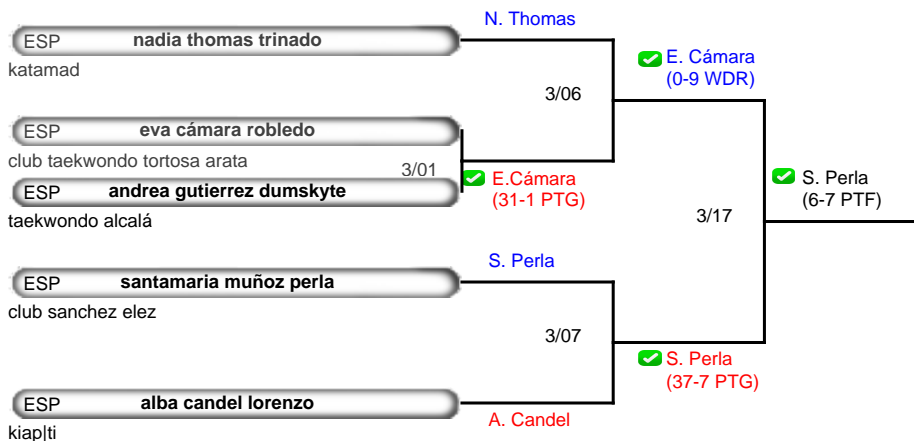 N. Thomas
ESP nadia thomas trinado
katamad
E. Cámara
(0-9 WDR)
3/06
ESP eva cámara robledo
club taekwondo tortosa arata
3/01
E.Cámara
(31-1 PTG)
ESP andrea gutierrez dumskyte
taekwondo alcalá
S. Perla
(6-7 PTF)
3/17
S. Perla
ESP santamaria muñoz perla
club sanchez elez
3/07
S. Perla
(37-7 PTG)
ESP alba candel lorenzo
A. Candel
kiap|ti